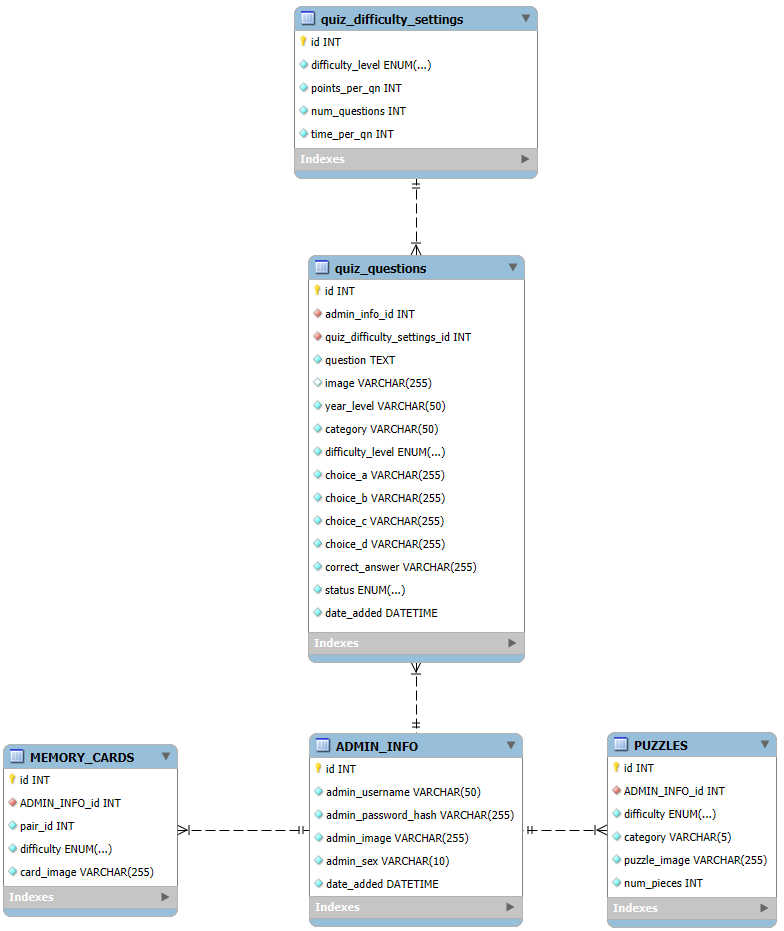 quiz_difficulty_settings
id INT
difficulty_level ENUM(...)
points_per_qn INT
num_questions INT
time_per_qn INT
Indexes
quiz_questions
id INT
admin_info_id INT
quiz_difficulty_settings_id INT
question TEXT
image VARCHAR(255)
year_level VARCHAR(50)
category VARCHAR(50)
difficulty_level ENUM(...)
choice_a VARCHAR(255)
choice_b VARCHAR(255)
choice_c VARCHAR(255)
choice_d VARCHAR(255)
correct_answer VARCHAR(255)
status ENUM(...)
date_added DATETIME
Indexes
MEMORY_CARDS
id INT
ADMIN_INFO_id INT
pair_id INT
difficulty ENUM(...)
card_image VARCHAR(255)
Indexes
ADMIN_INFO
id INT
admin_username VARCHAR(50)
admin_password_hash VARCHAR(255)
admin_image VARCHAR(255)
admin_sex VARCHAR(10)
date_added DATETIME
Indexes
PUZZLES
id INT
ADMIN_INFO_id INT
difficulty ENUM(...)
category VARCHAR(5)
puzzle_image VARCHAR(255)
num_pieces INT
Indexes